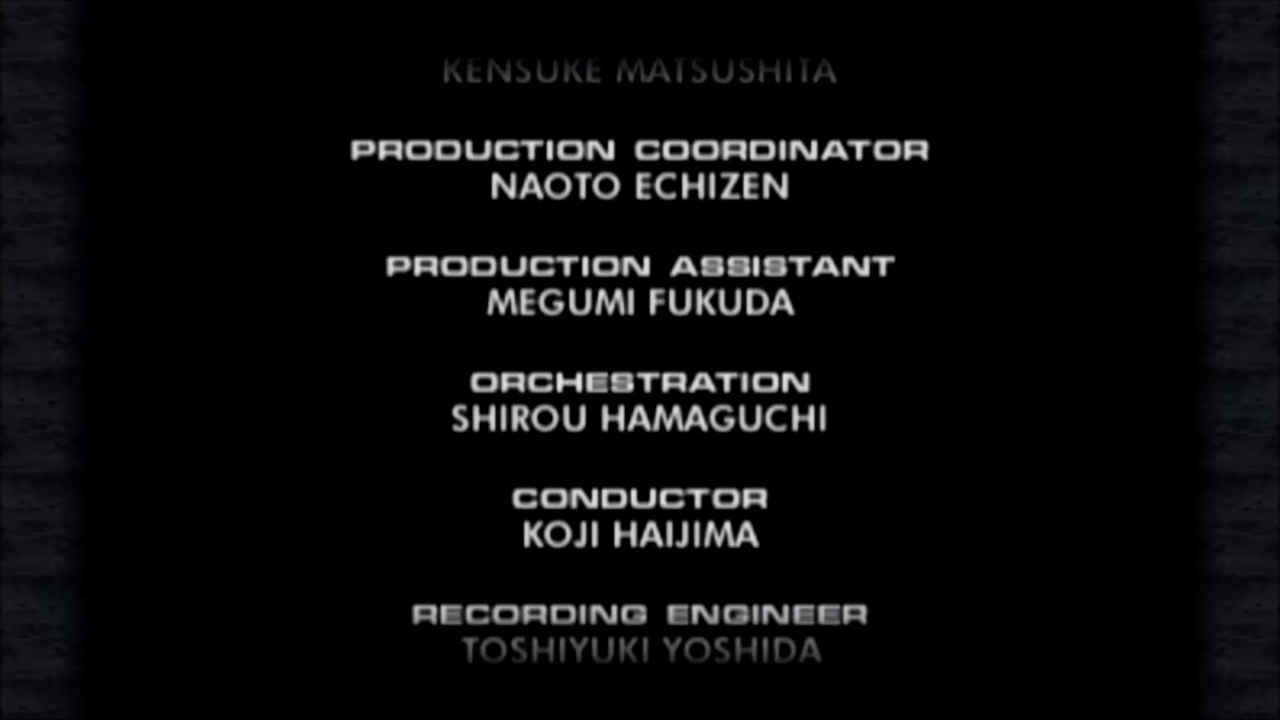 KENSUKE MATSUSHITA
PRODUCTION COORDINATOR
NAOTO ECHIZEN
PRODUCTION ASSISTANT
MEGUMI FUKUDA
ORCHESTRATION
SHIROU HAMAGUCHI
CONDUCTOR
KOJI HAIJIMA
RECORDING ENGINEER
TOSHIYUKI YOSHIDA